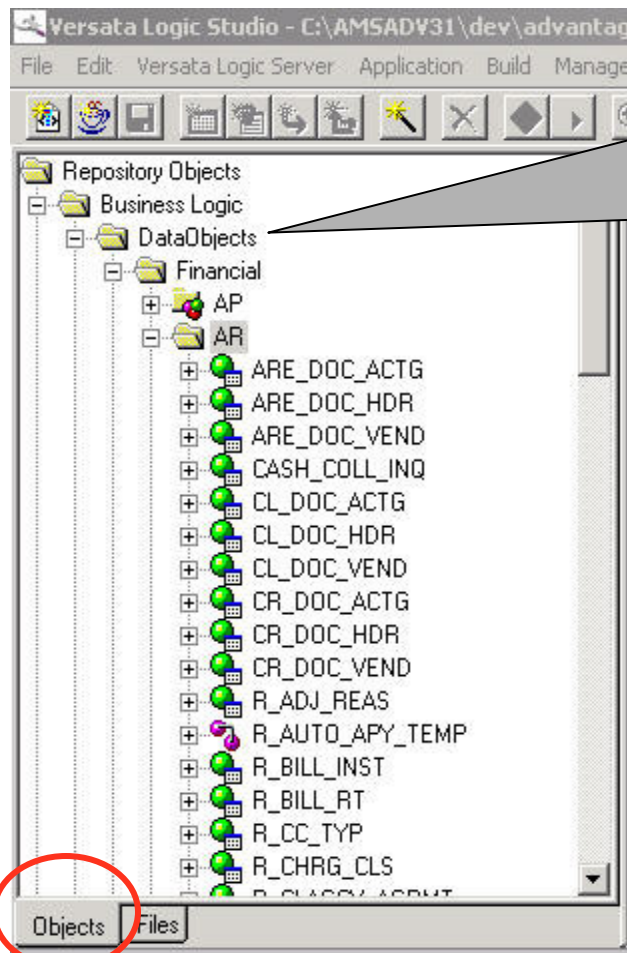 Versata Logic Studio - C:\AMSADV31\dev\advantag
File Edit Versata Logic Server Application Build Manage
Repository Objects
Business Logic
DataObjects
Financial
AP
AR
ARE_DOC_ACTG
ARE_DOC_HDR
ARE_DOC_VEND
CASH_COLL_INQ
CL_DOC_ACTG
CL_DOC_HDR
CL_DOC_VEND
CR_DOC_ACTG
CR_DOC_HDR
CR_DOC_VEND
R_ADJ_REAS
R_AUTO_APY_TEMP
R_BILL_INST
R_BILL_RT
R_CC_TYP
R_CHRG_CLS
Objects Files